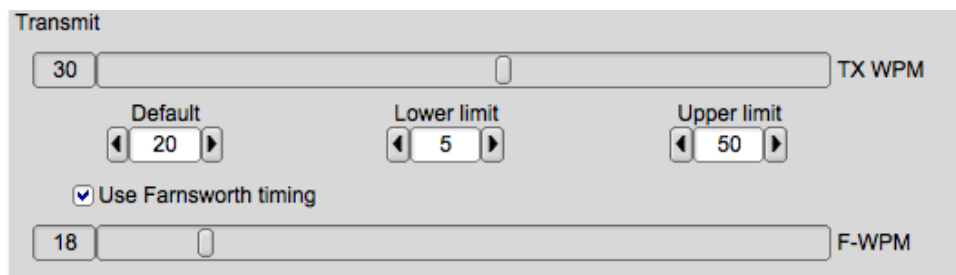 Transmit
30 TX WPM
Default Lower limit Upper limit
20 5 50
Use Farnsworth timing
18 F-WPM